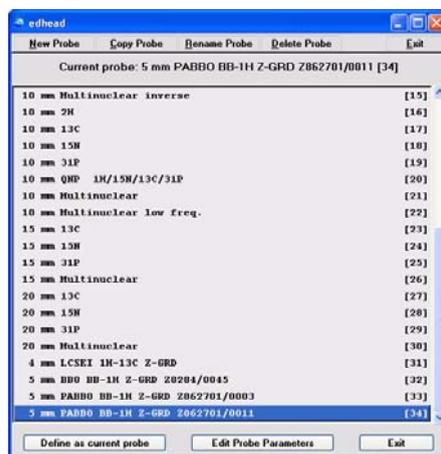 edhead
New Probe Copy Probe Rename Probe Delete Probe Exit
Current probe: 5 mm PABBO BB-1H Z-GRD Z062701/0011 [34]
10 mm Multinuclear inverse [15]
10 mm 2H [16]
10 mm 13C [17]
10 mm 15N [18]
10 mm 31P [19]
10 mm QNP 1H/15N/13C/31P [20]
10 mm Multinuclear [21]
10 mm Multinuclear low freq. [22]
15 mm 13C [23]
15 mm 15N [24]
15 mm 31P [25]
15 mm Multinuclear [26]
20 mm 13C [27]
20 mm 15N [28]
20 mm 31P [29]
20 mm Multinuclear [30]
4 mm LCSEI 1H-13C Z-GRD [31]
5 mm BBO BB-1H Z-GRD Z8204/0045 [32]
5 mm PABBO BB-1H Z-GRD Z062701/0003 [33]
5 mm PABBO BB-1H Z-GRD Z062701/0011 [34]
Define as current probe Edit Probe Parameters Exit